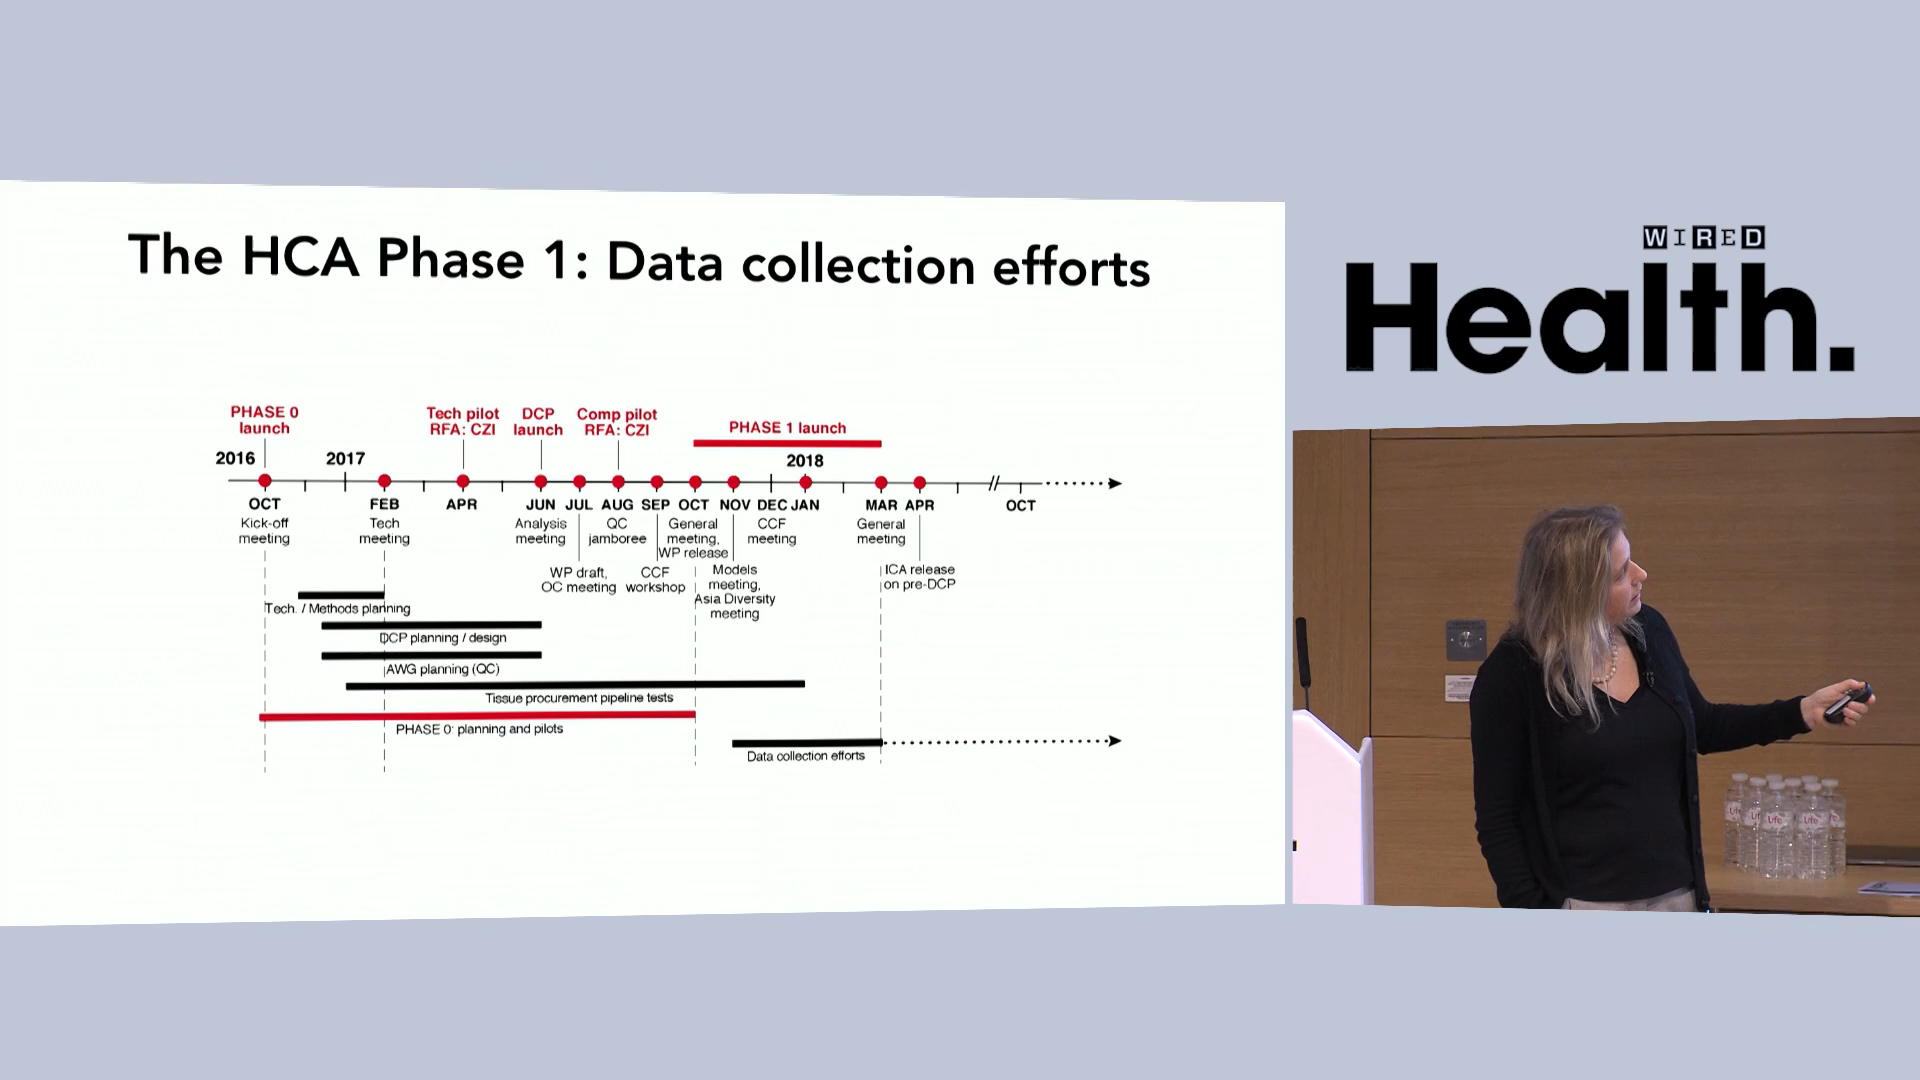 The HCA Phase 1: Data collection efforts
WIRED
Health.
PHASE 0
launch
Tech pilot
RFA: CZI
DCP
launch
Comp pilot
RFA: CZI
PHASE 1 launch
2016
2017
2018
OCT
FEB
APR
JUN
JUL
AUG
SEP
OCT
NOV
DEC
JAN
MAR
APR
OCT
Kick-off
meeting
Tech
meeting
Analysis
meeting
QC
jamboree
General
meeting,
WP release
CCF
meeting
General
meeting
WP draft,
OC meeting
CCF
workshop
Models
meeting,
Asia Diversity
meeting
ICA release
on pre-DCP
Tech. / Methods planning
DCP planning / design
AWG planning (QC)
Tissue procurement pipeline tests
PHASE 0: planning and pilots
Data collection efforts
Life
Life